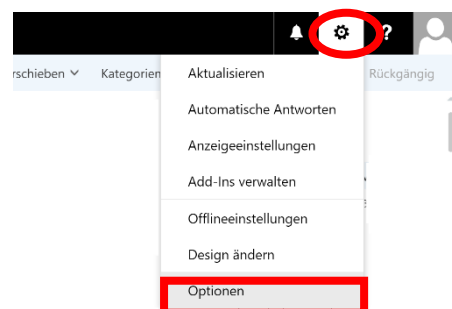 ?
rschieben Kategorien Rückgängig
Aktualisieren
Automatische Antworten
Anzeigeeinstellungen
Add-Ins verwalten
Offlineeinstellungen
Design ändern
Optionen